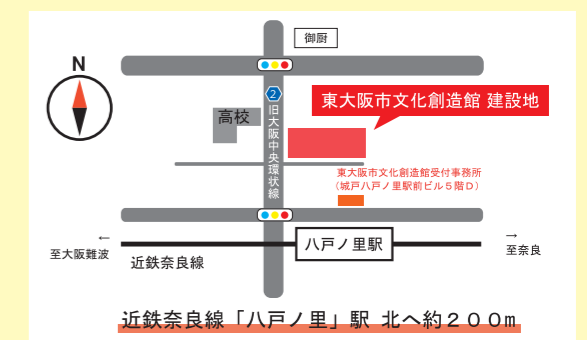 御厨
N
2
高校
旧大阪中央環状線
東大阪市文化創造館 建設地
東大阪市文化創造館受付事務所
（城戸八戸ノ里駅前ビル５階Ｄ）
←
至大阪難波
近鉄奈良線
八戸ノ里駅
→
至奈良
近鉄奈良線「八戸ノ里」駅 北へ約２００ｍ